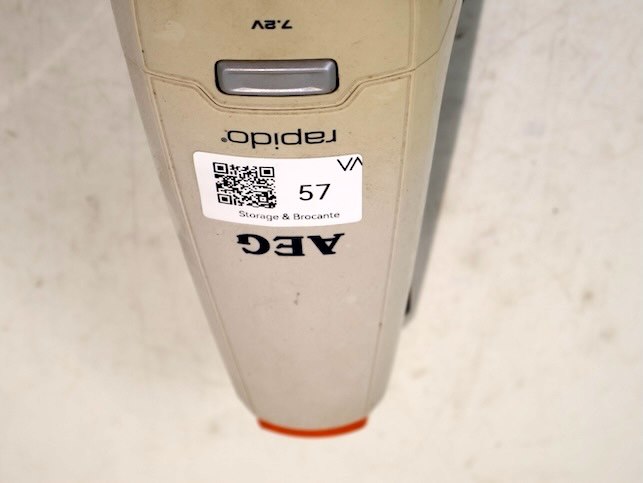 7.2V
rapido®
VA
57
Storage & Brocante
AEG